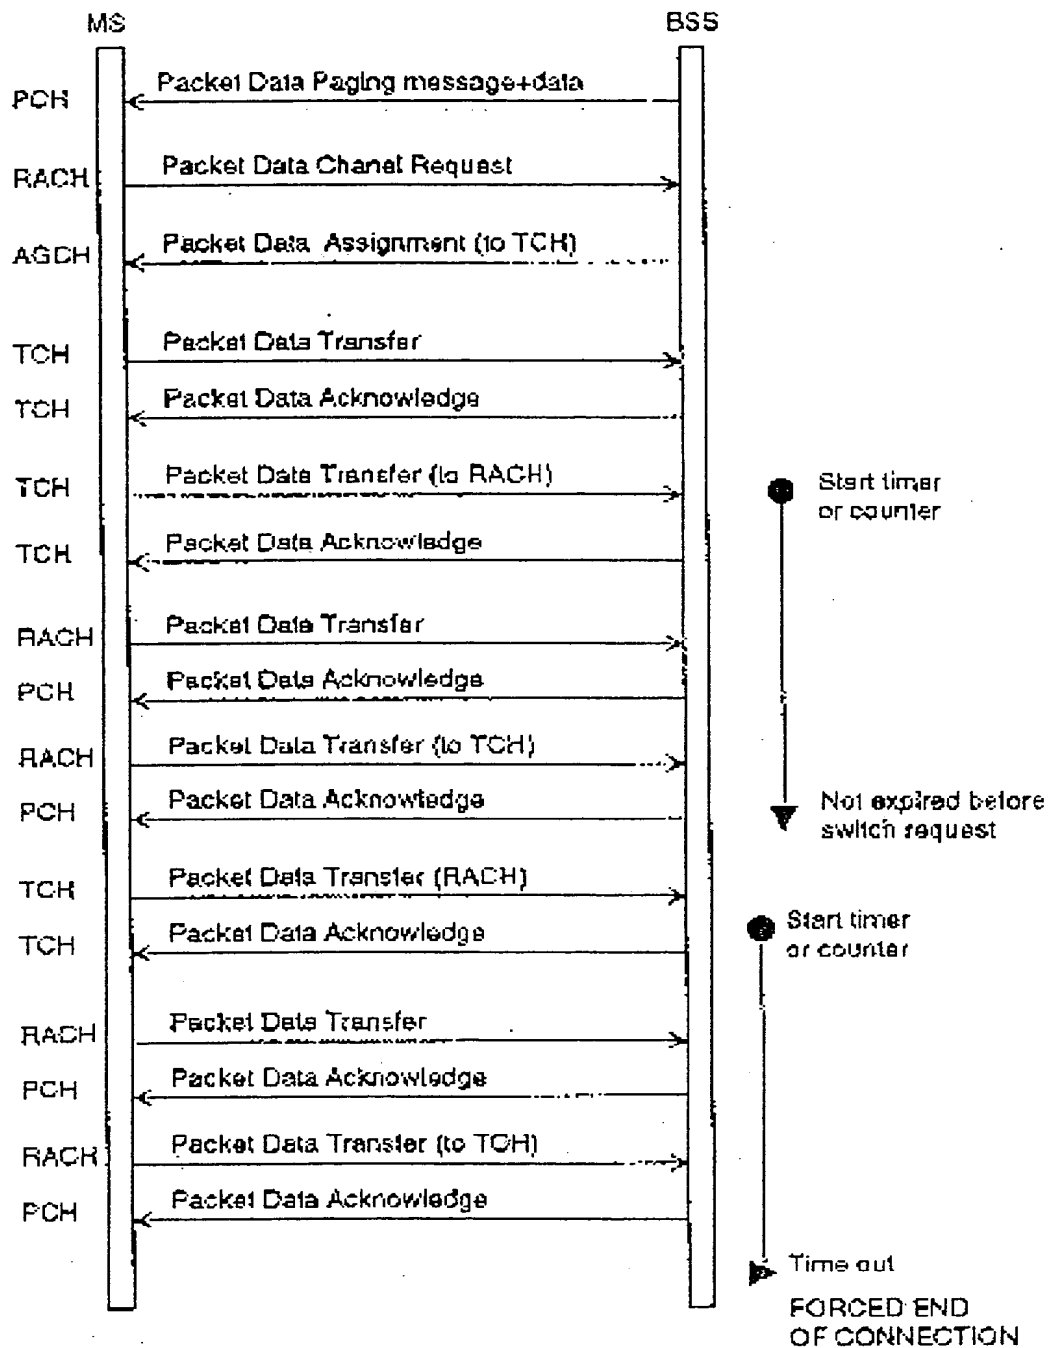 MS BSS
PCH Packet Data Paging message+data
RACH Packet Data Chanel Request
AGCH Packet Data Assignment (to TCH)
TCH Packet Data Transfer
TCH Packet Data Acknowledge
TCH Packet Data Transfer (to RACH)
Start timer
or counter
TCH Packet Data Acknowledge
RACH Packet Data Transfer
PCH Packet Data Acknowledge
RACH Packet Data Transfer (to TCH)
PCH Packet Data Acknowledge
Not expired before
switch request
TCH Packet Data Transfer (RACH)
TCH Packet Data Acknowledge
Start timer
or counter
RACH Packet Data Transfer
PCH Packet Data Acknowledge
RACH Packet Data Transfer (to TCH)
PCH Packet Data Acknowledge
Time out
FORCED END
OF CONNECTION